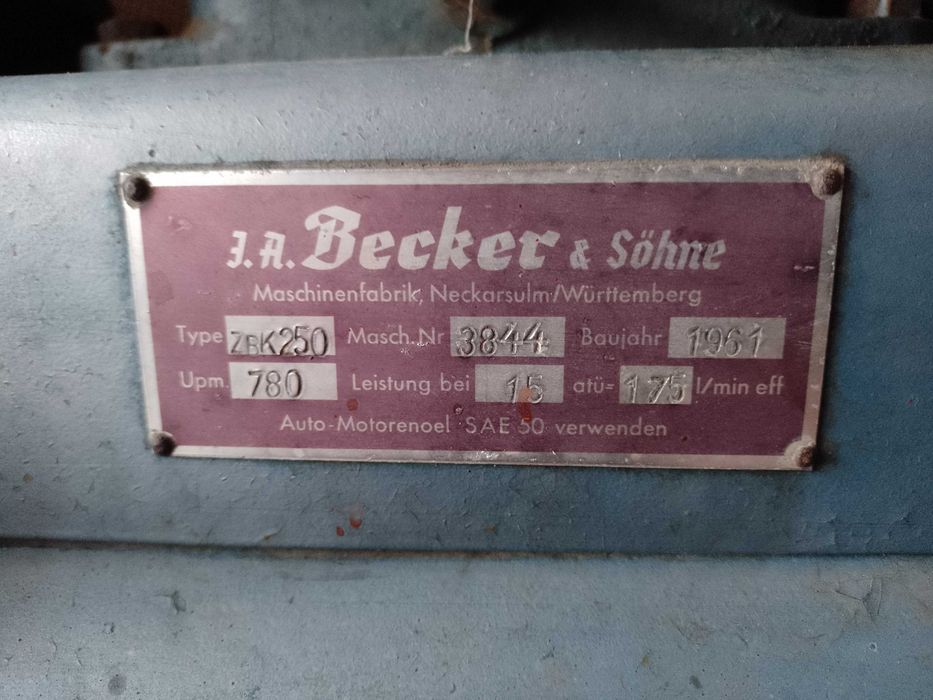 J.A. Becker & Söhne
Maschinenfabrik, Neckarsulm/Württemberg
Type ZBK250 Masch.Nr 3844 Baujahr 1961
Upm. 780 Leistung bei 15 atü= 175 l/min eff
Auto-Motorenoel SAE 50 verwenden